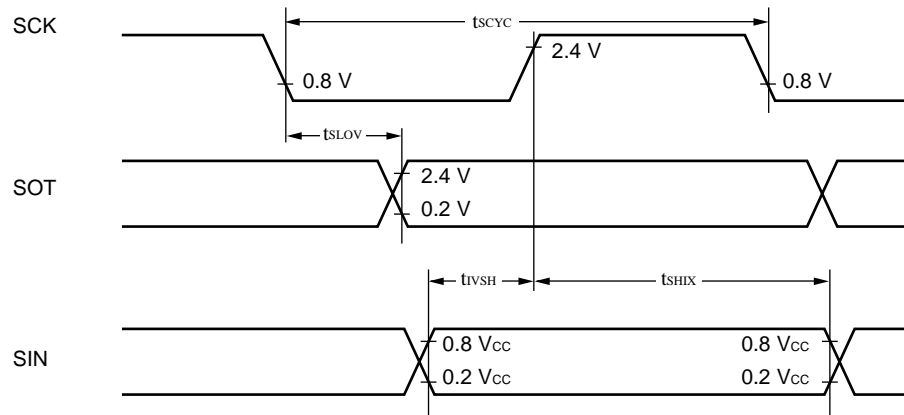 SCK
tSCYC
2.4 V
0.8 V
0.8 V
tSLOV
SOT
2.4 V
0.2 V
tIVSH
tSHIX
SIN
0.8 VCC
0.8 VCC
0.2 VCC
0.2 VCC